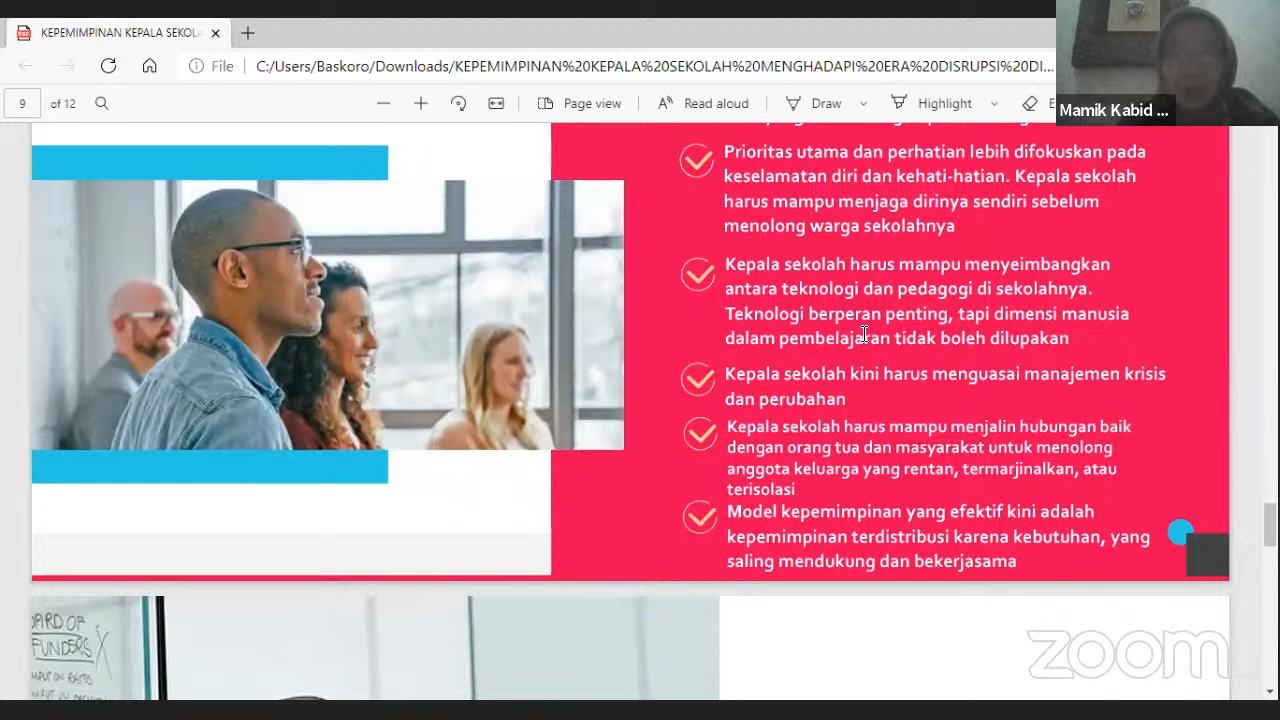 KEPEMIMPINAN KEPALA SEKOL
File
C:/Users/Baskoro/Downloads/KEPEMIMPINAN%20KEPALA%20SEKOLAH%20MENGHADAPI%20ERA%20DISRUPSI%20DI...
9 of 12
Page view
Read aloud
Draw
Highlight
E
Mamik Kabid ...
Prioritas utama dan perhatian lebih difokuskan pada
keselamatan diri dan kehati-hatian. Kepala sekolah
harus mampu menjaga dirinya sendiri sebelum
menolong warga sekolahnya
Kepala sekolah harus mampu menyeimbangkan
antara teknologi dan pedagogi di sekolahnya.
Teknologi berperan penting, tapi dimensi manusia
dalam pembelajaran tidak boleh dilupakan
Kepala sekolah kini harus menguasai manajemen krisis
dan perubahan
Kepala sekolah harus mampu menjalin hubungan baik
dengan orang tua dan masyarakat untuk menolong
anggota keluarga yang rentan, termarjinalkan, atau
terisolasi
Model kepemimpinan yang efektif kini adalah
kepemimpinan terdistribusi karena kebutuhan, yang
saling mendukung dan bekerjasama
OARD OF
FUNDERS
zoom